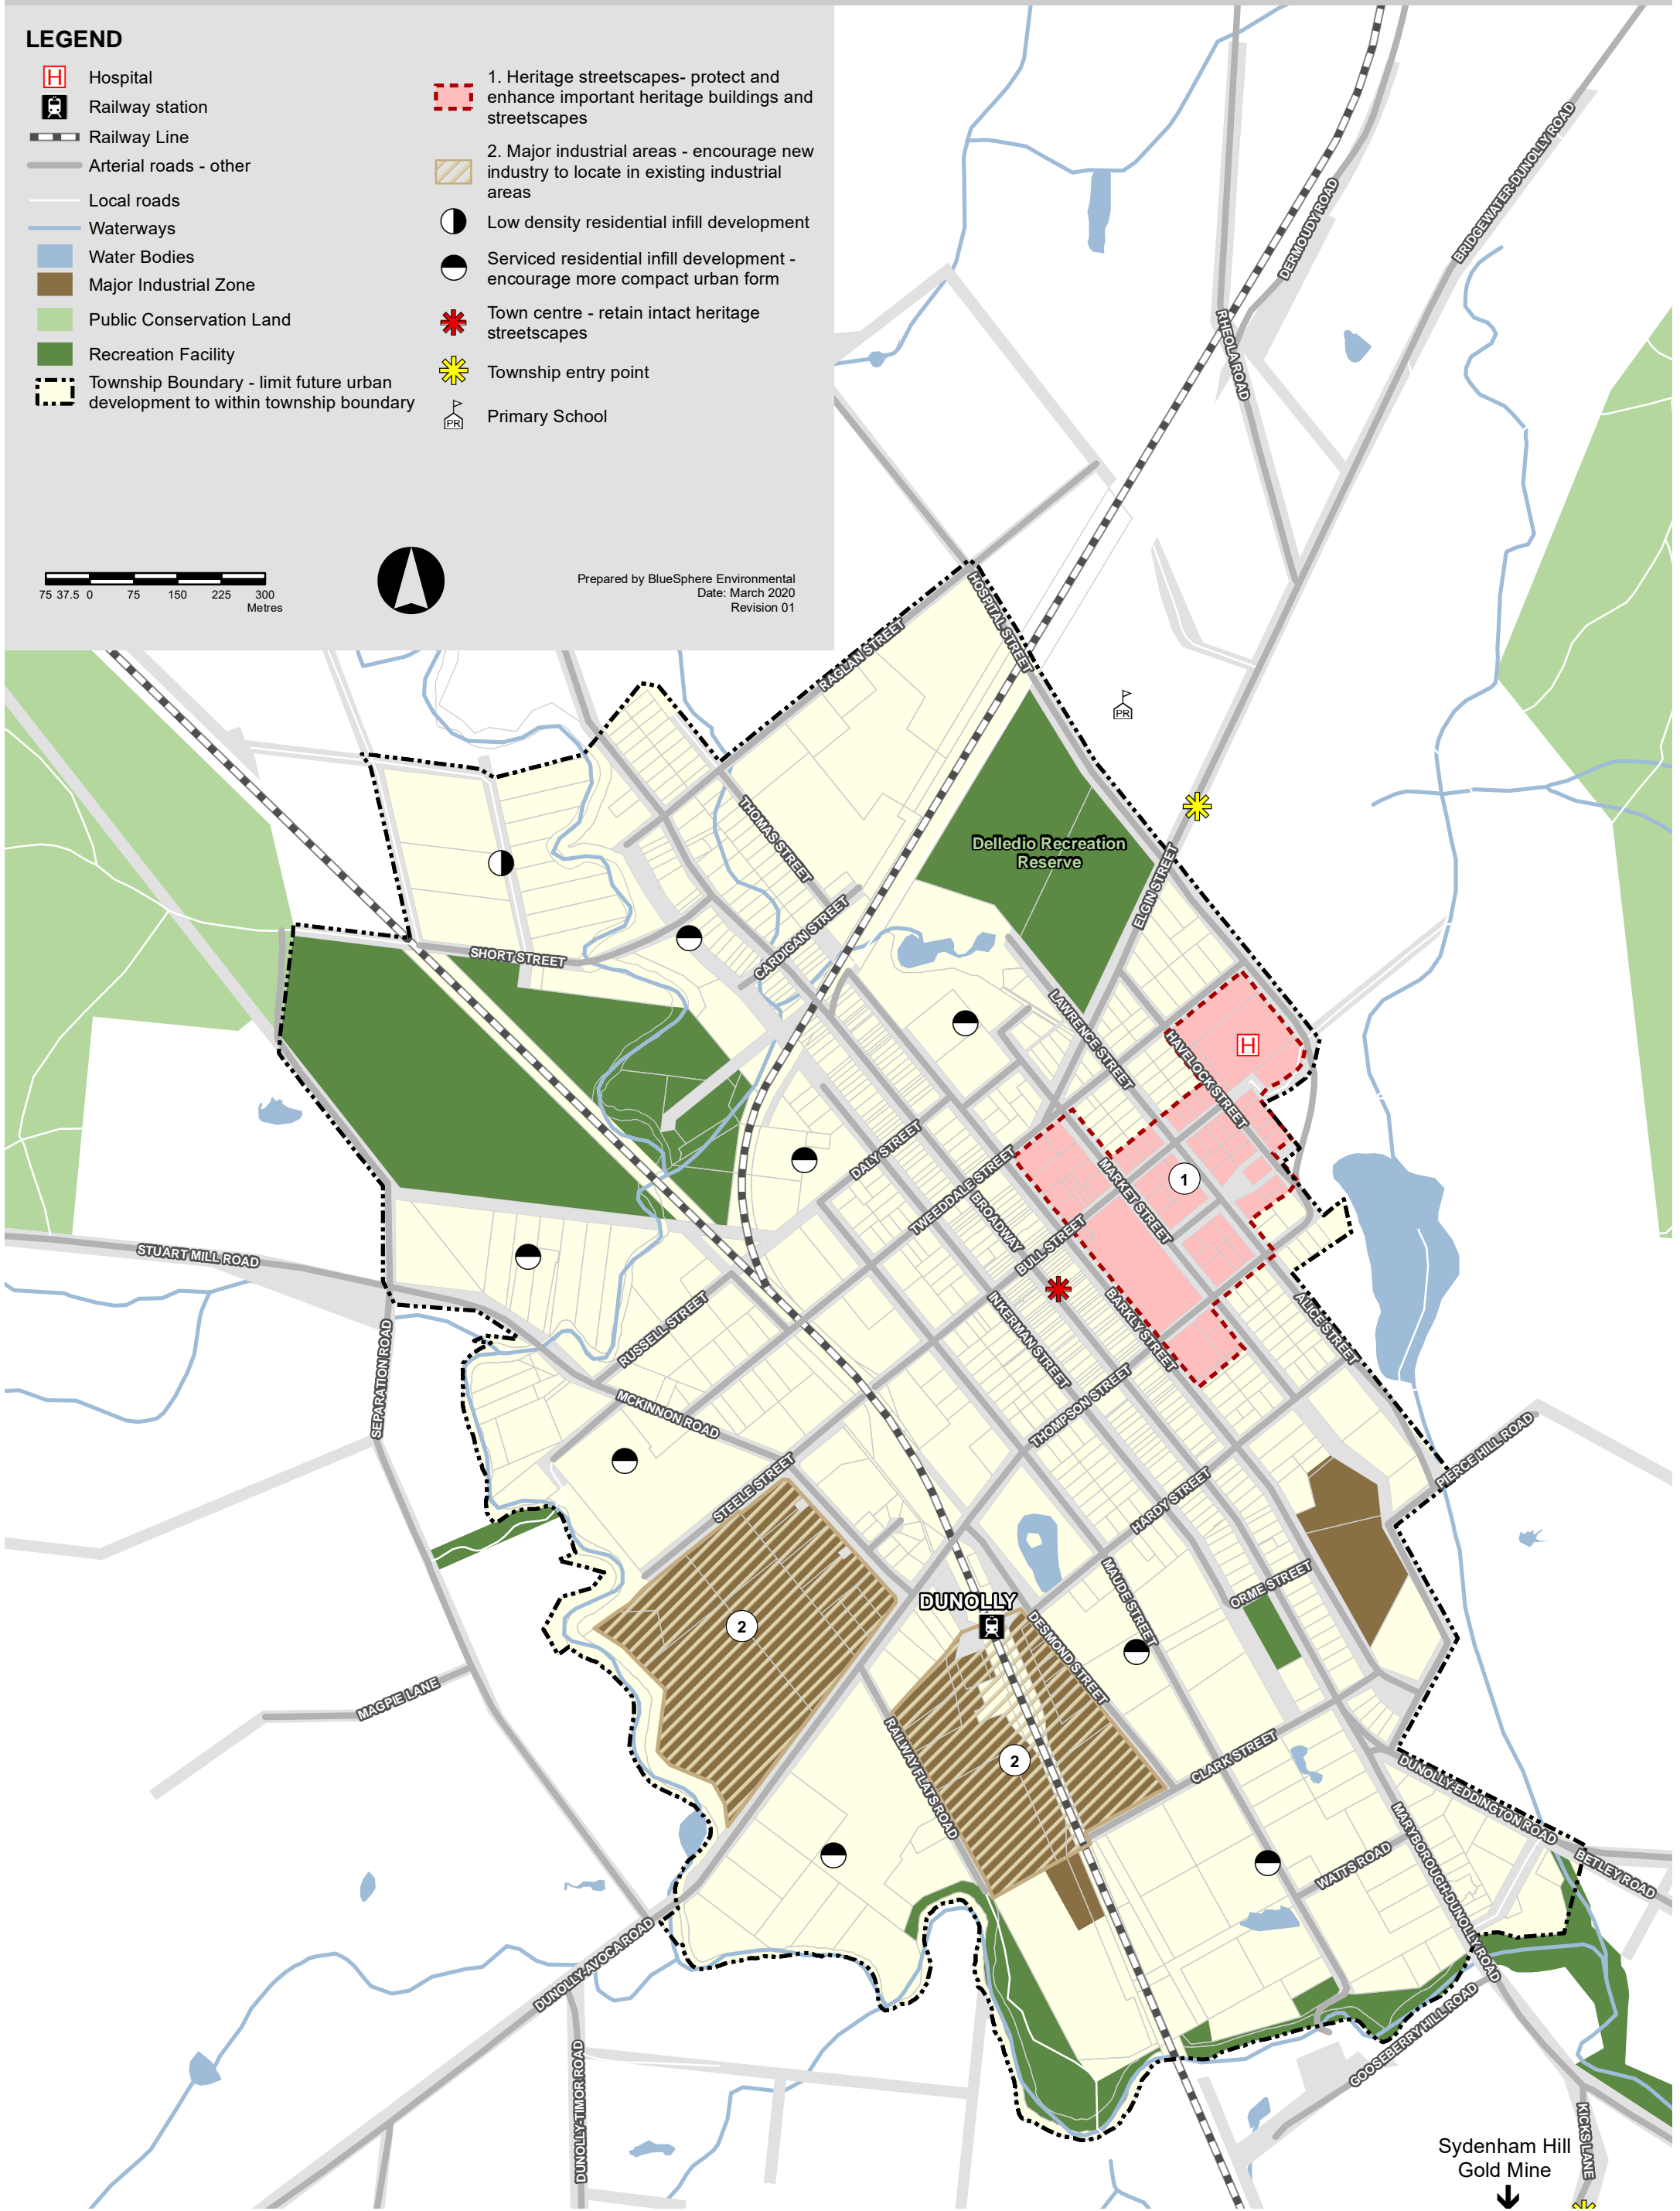 LEGEND
H
Hospital
Railway station
Railway Line
Arterial roads - other
Local roads
Waterways
Water Bodies
Major Industrial Zone
Public Conservation Land
Recreation Facility
Township Boundary - limit future urban
development to within township boundary
1. Heritage streetscapes- protect and
enhance important heritage buildings and
streetscapes
2. Major industrial areas - encourage new
industry to locate in existing industrial
areas
Low density residential infill development
Serviced residential infill development -
encourage more compact urban form
Town centre - retain intact heritage
streetscapes
Township entry point
PR
Primary School
75 37.5 0 75 150 225 300
Metres
Prepared by BlueSphere Environmental
Date: March 2020
Revision 01
BRIDGEWATER-DUNOLLY ROAD
DERMOUDY ROAD
RHEOLA ROAD
HOSPITAL STREET
RAGLAN STREET
PR
THOMAS STREET
Delledio Recreation
Reserve
ELGIN STREET
CARDIGAN STREET
SHORT STREET
LAWRENCE STREET
HAVELOCK STREET
H
DALY STREET
TWEEDDALE STREET
MARKET STREET
1
BROADWAY
BULL STREET
STUART MILL ROAD
INKERMAN STREET
BARKLY STREET
ALICE STREET
RUSSELL STREET
SEPARATION ROAD
MCKINNON ROAD
THOMPSON STREET
PIERCE HILL ROAD
STEELE STREET
HARDY STREET
ORME STREET
MAUDE STREET
DUNOLLY
DESMOND STREET
2
MAGPIE LANE
RAILWAY FLATS ROAD
2
CLARK STREET
DUNOLLY-EDDINGTON ROAD
MARYBOROUGH-DUNOLLY ROAD
WATTS ROAD
BETLEY ROAD
DUNOLLY-AVOCA ROAD
GOOSEBERRY HILL ROAD
DUNOLLY-TIMOR ROAD
KICKS LANE
Sydenham Hill
Gold Mine